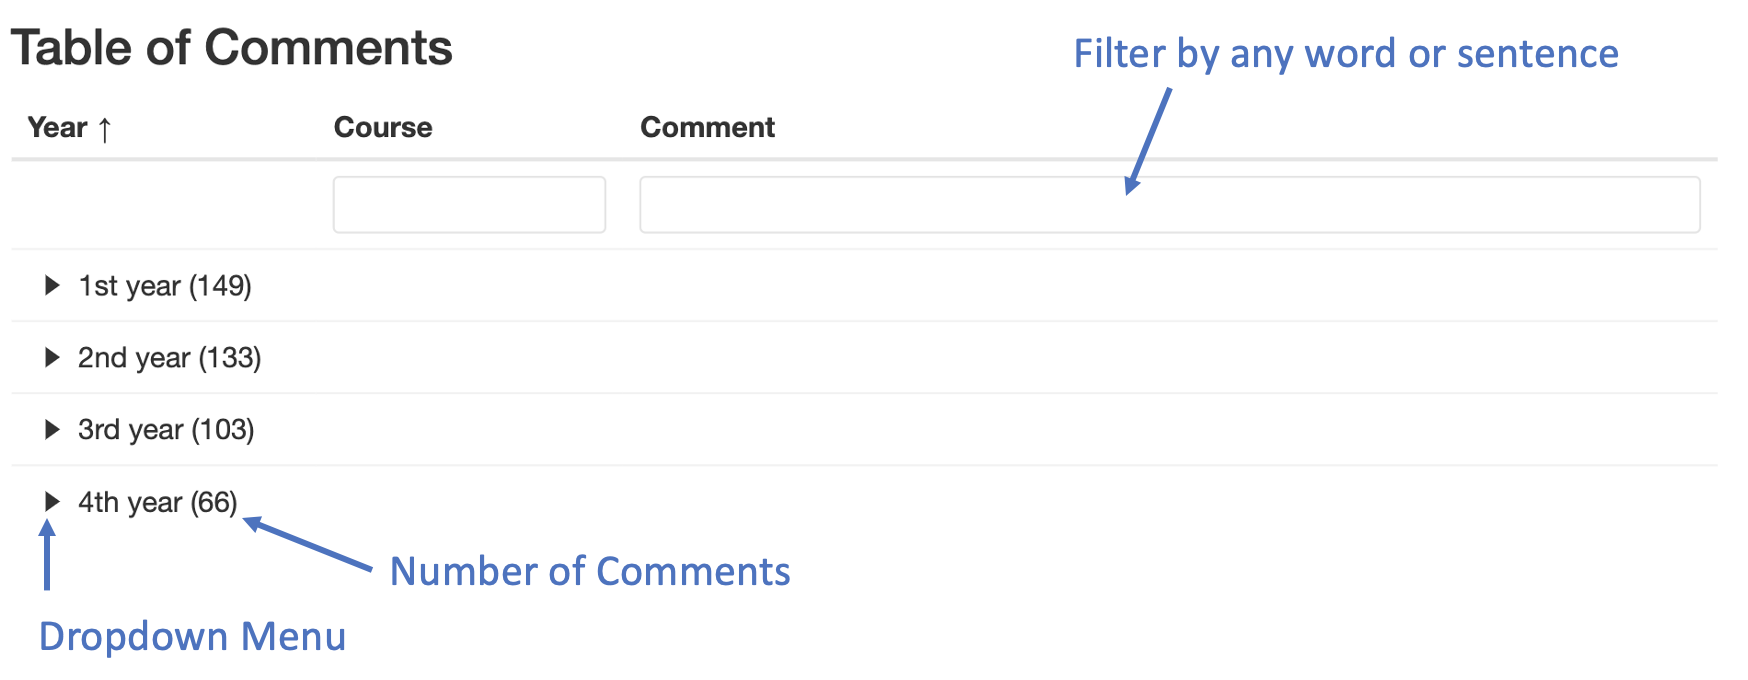 Table of Comments
Filter by any word or sentence
Year ↑ Course Comment
1st year (149)
2nd year (133)
3rd year (103)
4th year (66)
Number of Comments
Dropdown Menu